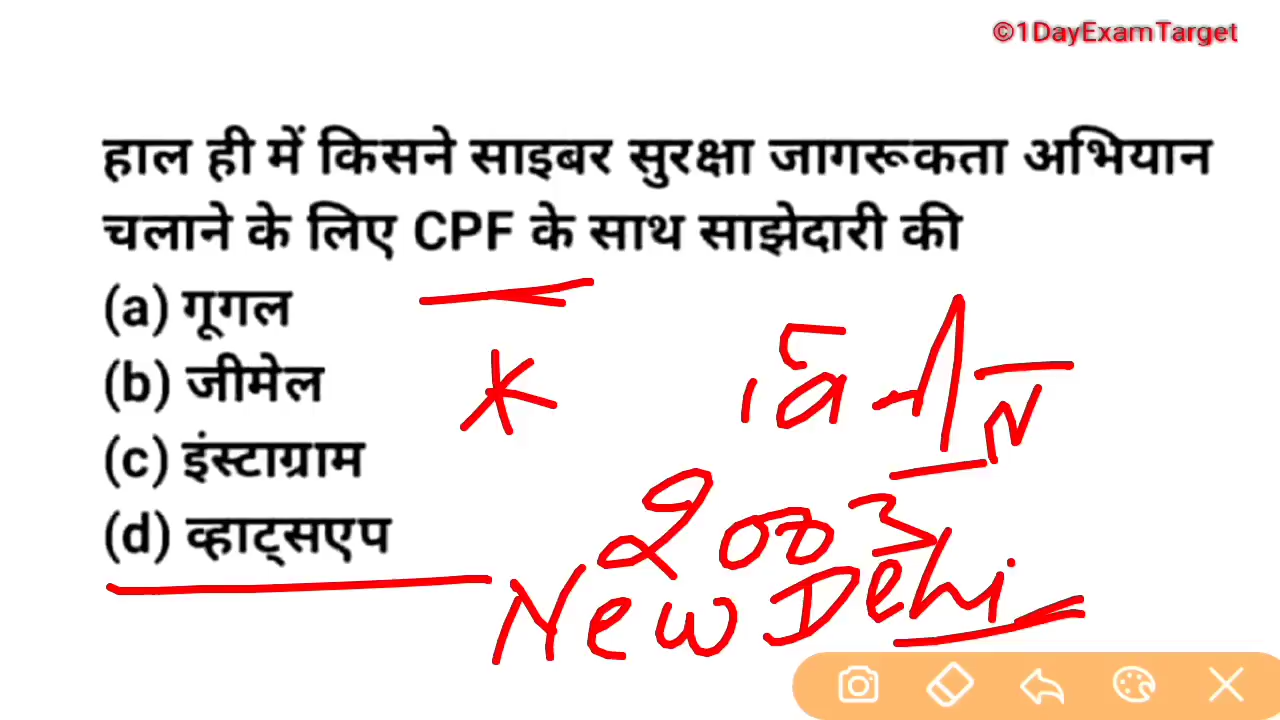 ©1DayExamTarget
हाल ही में किसने साइबर सुरक्षा जागरूकता अभियान
चलाने के लिए CPF के साथ साझेदारी की
(a) गूगल
(b) जीमेल
(c) इंस्टाग्राम
(d) व्हाट्सएप
2003
New Delhi